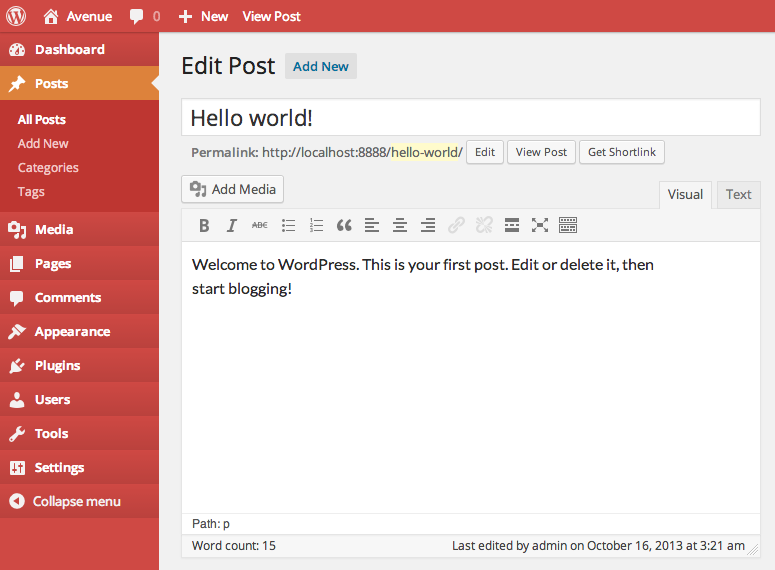 Avenue 0 New View Post
Dashboard
Posts
All Posts
Add New
Categories
Tags
Media
Pages
Comments
Appearance
Plugins
Users
Tools
Settings
Collapse menu
Edit Post Add New
Hello world!
Permalink: http://localhost:8888/hello-world/ Edit View Post Get Shortlink
Add Media Visual Text
B I ABC
Welcome to WordPress. This is your first post. Edit or delete it, then
start blogging!
Path: p
Word count: 15 Last edited by admin on October 16, 2013 at 3:21 am